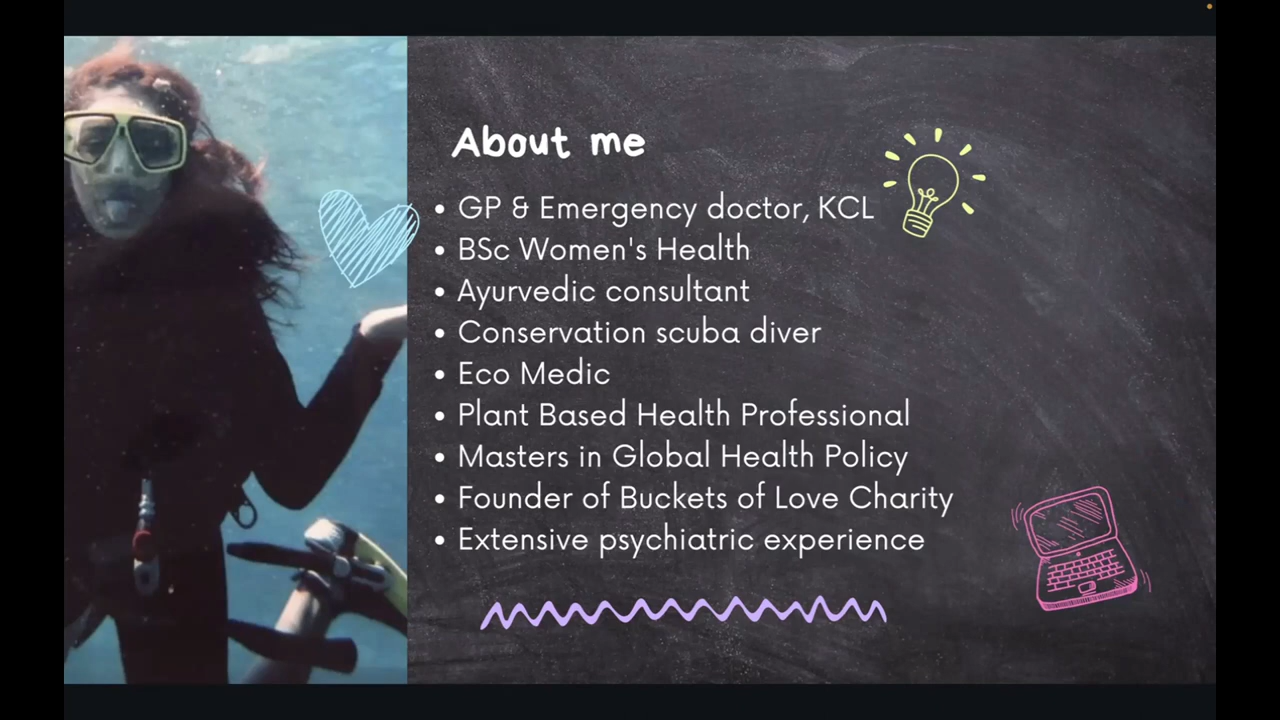 About me
• GP & Emergency doctor, KCL
• BSc Women's Health
• Ayurvedic consultant
• Conservation scuba diver
• Eco Medic
• Plant Based Health Professional
• Masters in Global Health Policy
• Founder of Buckets of Love Charity
• Extensive psychiatric experience